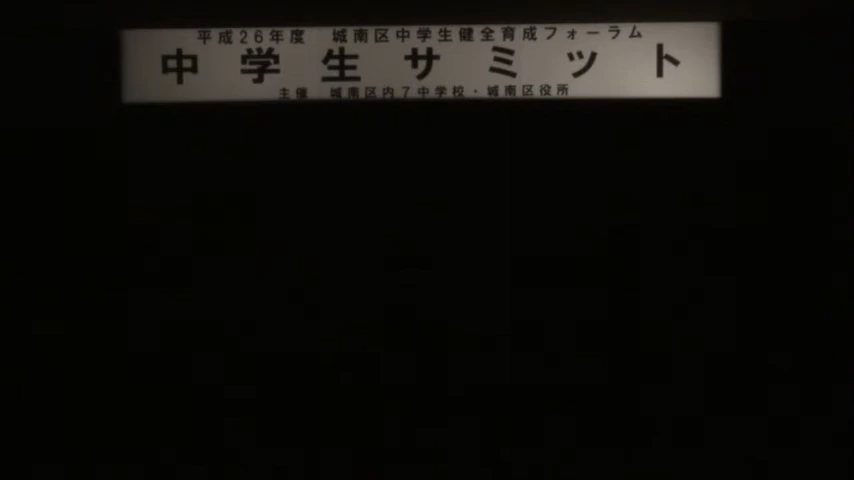 平成26年度 城南区中学生健全育成フォーラム
中学生サミット
主催 城南区内7中学校・城南区役所